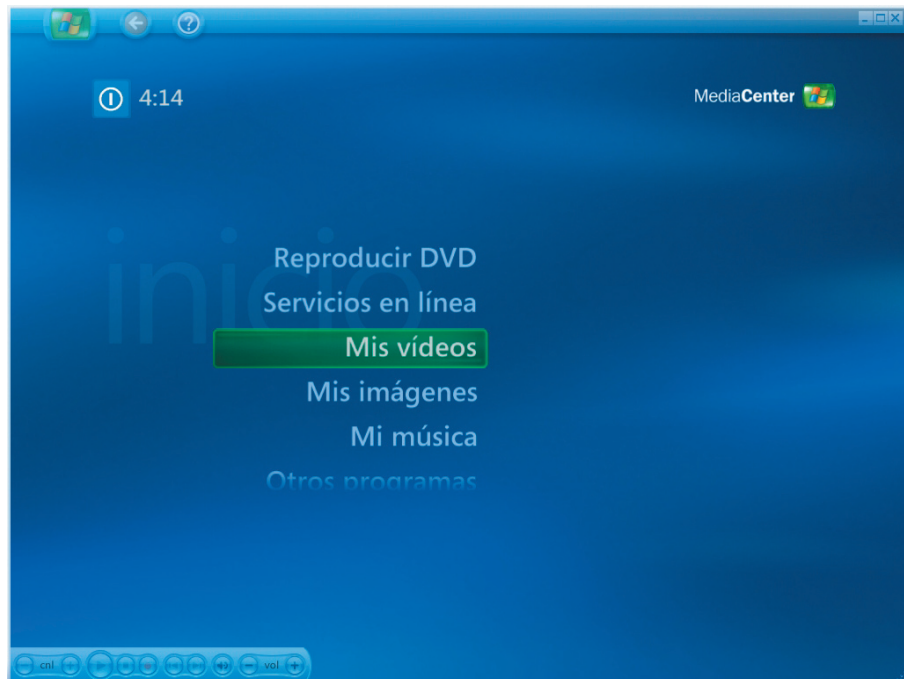 4:14
MediaCenter
inicio
Reproducir DVD
Servicios en línea
Mis vídeos
Mis imágenes
Mi música
Otros programas
cnl
vol